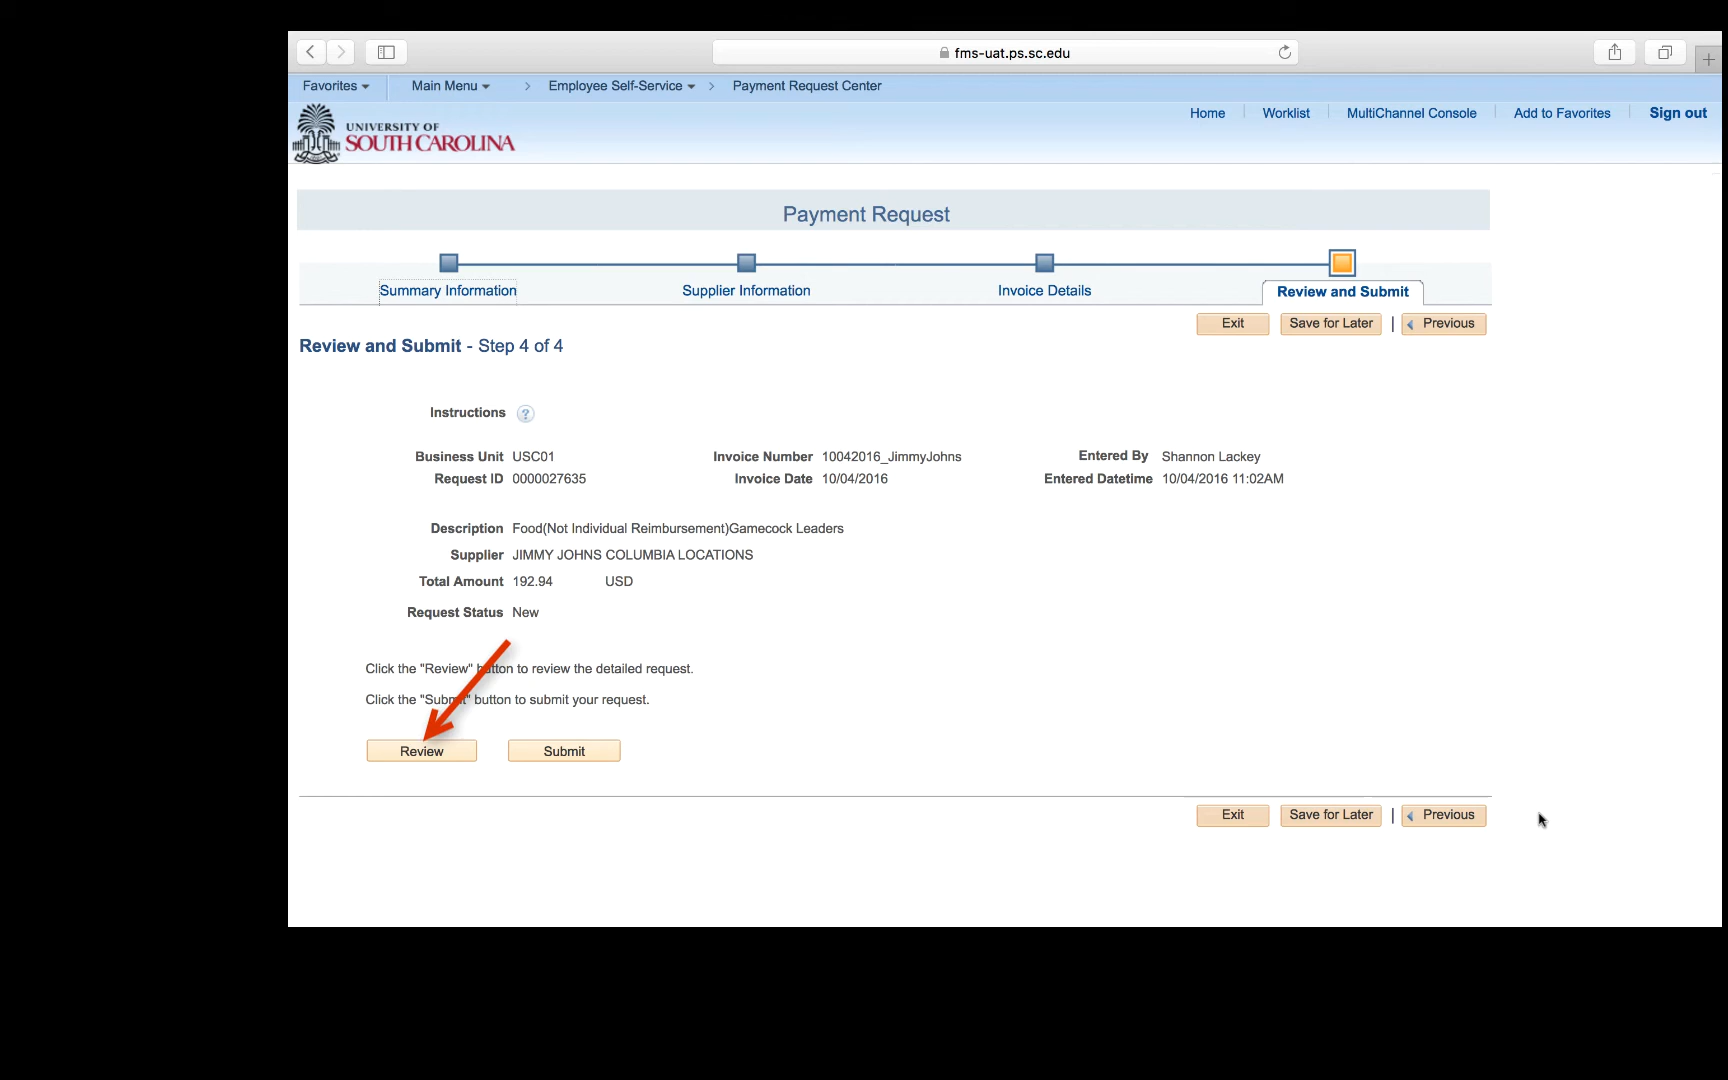 fms-uat.ps.sc.edu
Favorites Main Menu > Employee Self-Service > Payment Request Center
Home Worklist MultiChannel Console Add to Favorites Sign out
UNIVERSITY OF
SOUTH CAROLINA
Payment Request
Summary Information Supplier Information Invoice Details Review and Submit
Exit Save for Later | Previous
Review and Submit - Step 4 of 4
Instructions ?
Business Unit USC01 Invoice Number 10042016_JimmyJohns Entered By Shannon Lackey
Request ID 0000027635 Invoice Date 10/04/2016 Entered Datetime 10/04/2016 11:02AM
Description Food(Not Individual Reimbursement)Gamecock Leaders
Supplier JIMMY JOHNS COLUMBIA LOCATIONS
Total Amount 192.94 USD
Request Status New
Click the "Review" button to review the detailed request.
Click the "Submit" button to submit your request.
Review Submit
Exit Save for Later | Previous